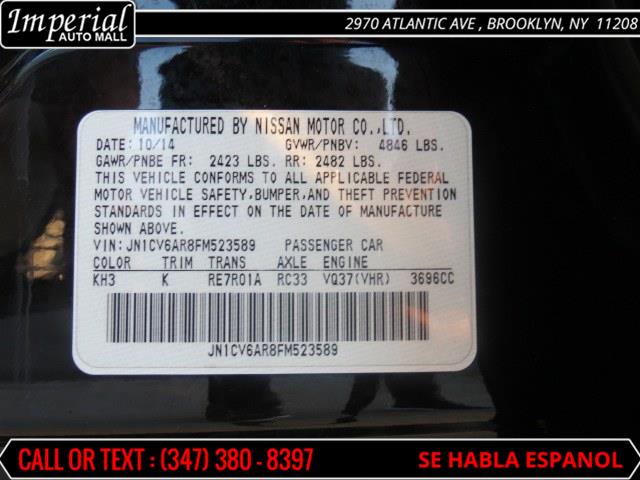 Imperial
AUTO MALL
2970 ATLANTIC AVE , BROOKLYN, NY 11208
MANUFACTURED BY NISSAN MOTOR CO.,LTD.
DATE: 10/14 GVWR/PNBV: 4846 LBS.
GAWR/PNBE FR: 2423 LBS. RR: 2482 LBS.
THIS VEHICLE CONFORMS TO ALL APPLICABLE FEDERAL
MOTOR VEHICLE SAFETY,BUMPER,AND THEFT PREVENTION
STANDARDS IN EFFECT ON THE DATE OF MANUFACTURE
SHOWN ABOVE.
VIN:JN1CV6AR8FM523589 PASSENGER CAR
COLOR TRIM TRANS AXLE ENGINE
KH3 K RE7R01A RC33 VQ37(VHR) 3696CC
JN1CV6AR8FM523589
CALL OR TEXT : (347) 380 - 8397 SE HABLA ESPANOL